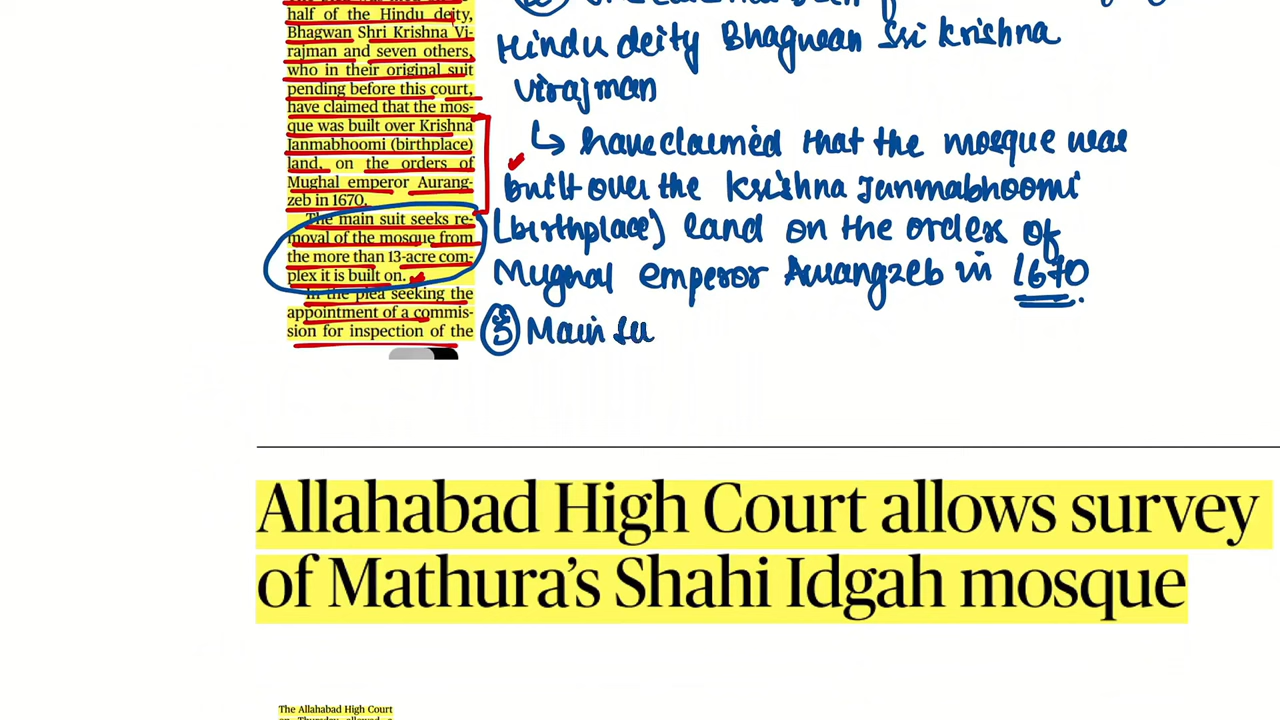 half of the Hindu deity,
Bhagwan Shri Krishna Vi-
rajman and seven others,
who in their original suit
pending before this court,
have claimed that the mos-
que was built over Krishna
Janmabhoomi (birthplace)
land, on the orders of
Mughal emperor Aurang-
zeb in 1670.
The main suit seeks re-
moval of the mosque from
the more than 13-acre com-
plex it is built on.
In the plea seeking the
appointment of a commis-
sion for inspection of the
Hindu deity Bhagwan Sri Krishna
Virajman
↳ have claimed that the mosque was
built over the Krishna Janmabhoomi
(birthplace) land on the orders of
Mughal emperor Aurangzeb in 1670.
Main Su
Allahabad High Court allows survey
of Mathura's Shahi Idgah mosque
The Allahabad High Court
on Thursday allowed a